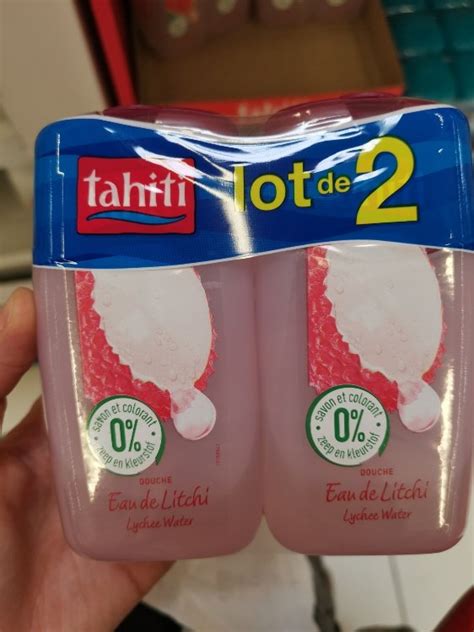 tahiti
lot de 2
savon et colorant
0%
zeep en kleurstof
DOUCHE
Eau de Litchi
Lychee Water
savon et colorant
0%
zeep en kleurstof
DOUCHE
Eau de Litchi
Lychee Water